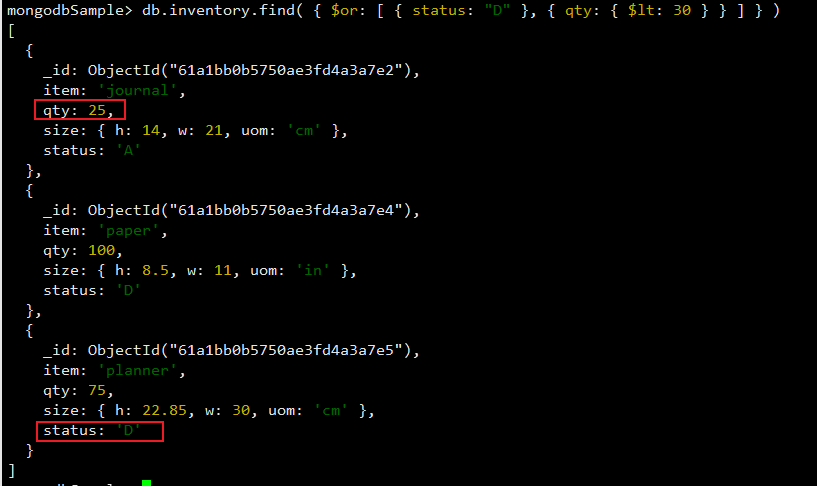 mongodbSample> db.inventory.find( { $or: [ { status: "D" }, { qty: { $lt: 30 } } ] } )
[
  {
    _id: ObjectId("61a1bb0b5750ae3fd4a3a7e2"),
    item: 'journal',
    qty: 25,
    size: { h: 14, w: 21, uom: 'cm' },
    status: 'A'
  },
  {
    _id: ObjectId("61a1bb0b5750ae3fd4a3a7e4"),
    item: 'paper',
    qty: 100,
    size: { h: 8.5, w: 11, uom: 'in' },
    status: 'D'
  },
  {
    _id: ObjectId("61a1bb0b5750ae3fd4a3a7e5"),
    item: 'planner',
    qty: 75,
    size: { h: 22.85, w: 30, uom: 'cm' },
    status: 'D'
  }
]